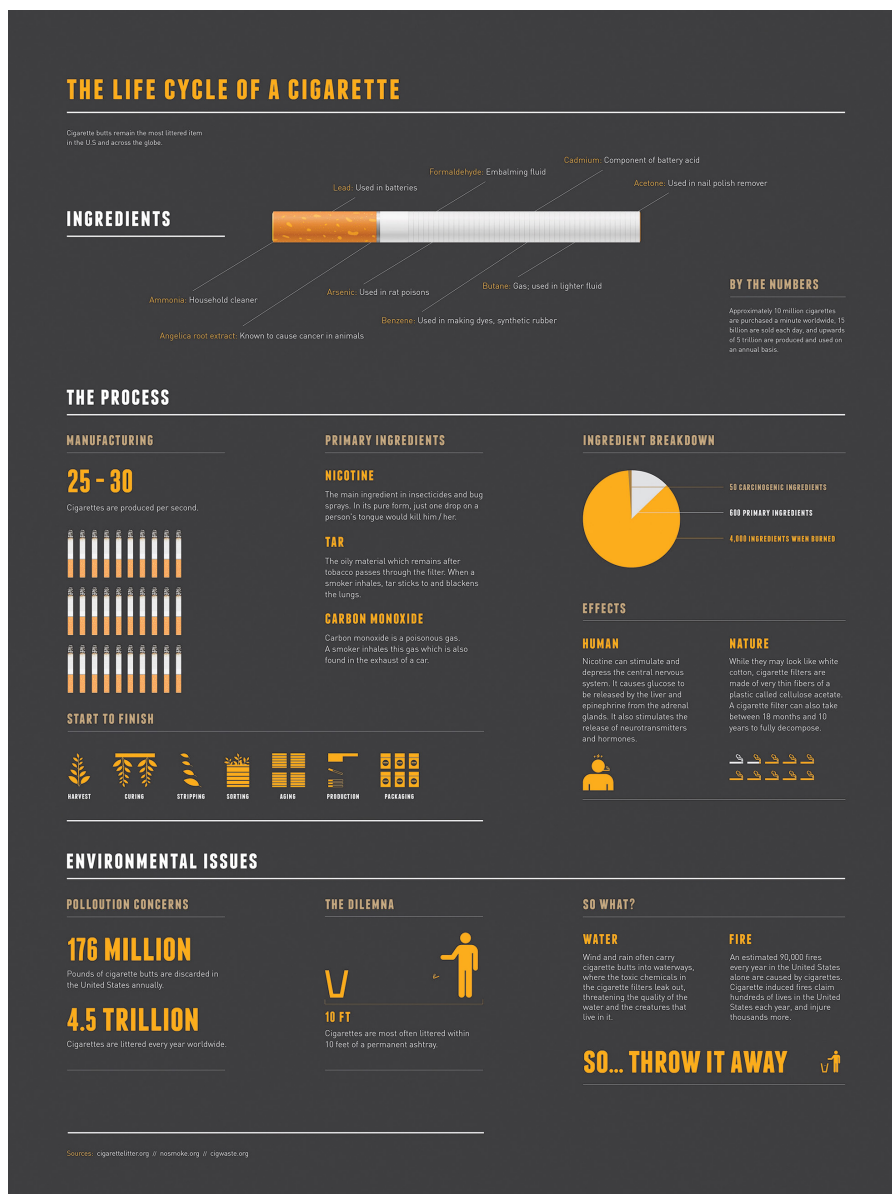 THE LIFE CYCLE OF A CIGARETTE
Cigarette butts remain the most littered item
in the U.S and across the globe.
Cadmium: Component of battery acid
Formaldehyde: Embalming fluid
Acetone: Used in nail polish remover
Lead: Used in batteries
INGREDIENTS
Ammonia: Household cleaner
Arsenic: Used in rat poisons
Butane: Gas; used in lighter fluid
Benzene: Used in making dyes, synthetic rubber
Angelica root extract: Known to cause cancer in animals
BY THE NUMBERS
Approximately 10 million cigarettes
are purchased a minute worldwide, 15
billion are sold each day, and upwards
of 5 trillion are produced and used on
an annual basis.
THE PROCESS
MANUFACTURING
25 - 30
Cigarettes are produced per second.
START TO FINISH
HARVEST
CURING
STRIPPING
SORTING
AGING
PRODUCTION
PACKAGING
PRIMARY INGREDIENTS
NICOTINE
The main ingredient in insecticides and bug
sprays. In its pure form, just one drop on a
person's tongue would kill him / her.
TAR
The oily material which remains after
tobacco passes through the filter. When a
smoker inhales, tar sticks to and blackens
the lungs.
CARBON MONOXIDE
Carbon monoxide is a poisonous gas.
A smoker inhales this gas which is also
found in the exhaust of a car.
INGREDIENT BREAKDOWN
50 CARCINOGENIC INGREDIENTS
600 PRIMARY INGREDIENTS
4,000 INGREDIENTS WHEN BURNED
EFFECTS
HUMAN
Nicotine can stimulate and
depress the central nervous
system. It causes glucose to
be released by the liver and
epinephrine from the adrenal
glands. It also stimulates the
release of neurotransmitters
and hormones.
NATURE
While they may look like white
cotton, cigarette filters are
made of very thin fibers of a
plastic called cellulose acetate.
A cigarette filter can also take
between 18 months and 10
years to fully decompose.
ENVIRONMENTAL ISSUES
POLLOUTION CONCERNS
176 MILLION
Pounds of cigarette butts are discarded in
the United States annually.
4.5 TRILLION
Cigarettes are littered every year worldwide.
THE DILEMNA
10 FT
Cigarettes are most often littered within
10 feet of a permanent ashtray.
SO WHAT?
WATER
Wind and rain often carry
cigarette butts into waterways,
where the toxic chemicals in
the cigarette filters leak out,
threatening the quality of the
water and the creatures that
live in it.
FIRE
An estimated 90,000 fires
every year in the United States
alone are caused by cigarettes.
Cigarette induced fires claim
hundreds of lives in the United
States each year, and injure
thousands more.
SO... THROW IT AWAY
Sources: cigarettelitter.org // nosmoke.org // cigwaste.org